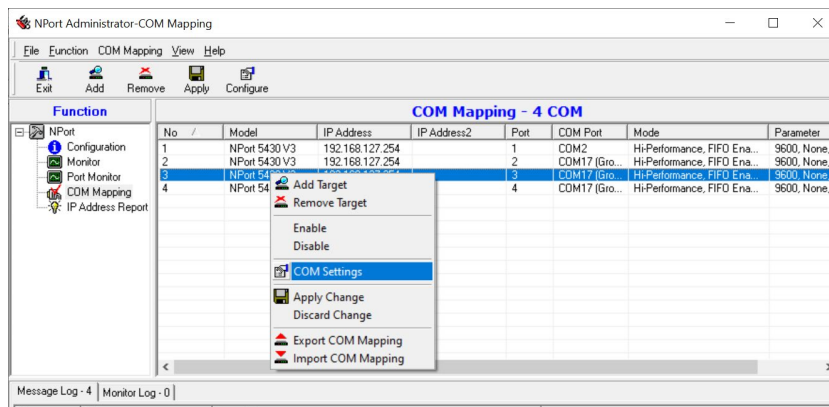 NPort Administrator-COM Mapping
File Function COM Mapping View Help
Exit Add Remove Apply Configure
Function
COM Mapping - 4 COM
NPort
Configuration
Monitor
Port Monitor
COM Mapping
IP Address Report
No / Model IP Address IP Address2 Port COM Port Mode Parameter
1 NPort 5430 V3 192.168.127.254 1 COM2 Hi-Performance, FIFO Ena... 9600, None,
2 NPort 5430 V3 192.168.127.254 2 COM17 (Gro... Hi-Performance, FIFO Ena... 9600, None,
3 3 COM17 (Gro... Hi-Performance, FIFO Ena... 9600, None,
4 NPort 54 4 COM17 (Gro... Hi-Performance, FIFO Ena... 9600, None,
Add Target
Remove Target
Enable
Disable
COM Settings
Apply Change
Discard Change
Export COM Mapping
Import COM Mapping
Message Log - 4 Monitor Log - 0